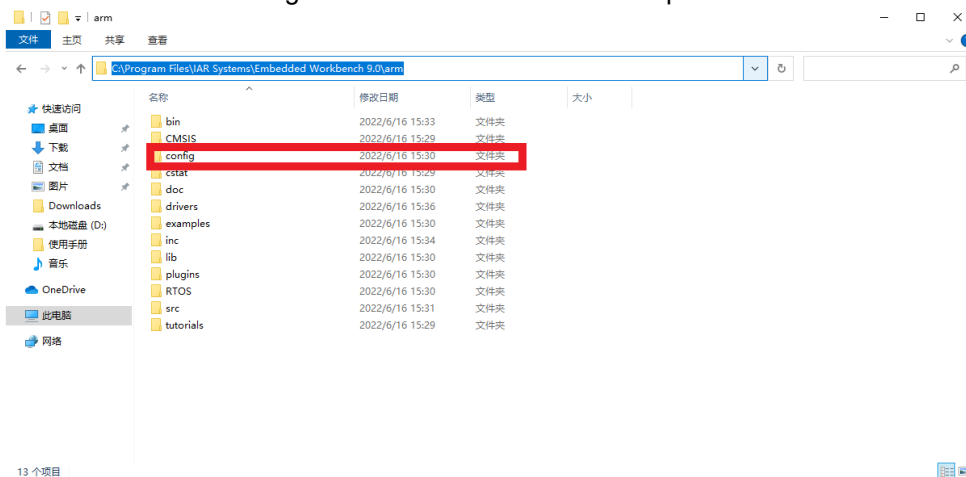 arm
文件 主页 共享 查看
C:\Program Files\IAR Systems\Embedded Workbench 9.0\arm
名称 修改日期 类型 大小
快速访问
桌面
下载
文档
图片
Downloads
本地磁盘 (D:)
使用手册
音乐
OneDrive
此电脑
网络
bin 2022/6/16 15:33 文件夹
CMSIS 2022/6/16 15:29 文件夹
config 2022/6/16 15:30 文件夹
cstat 2022/6/16 15:29 文件夹
doc 2022/6/16 15:30 文件夹
drivers 2022/6/16 15:36 文件夹
examples 2022/6/16 15:30 文件夹
inc 2022/6/16 15:34 文件夹
lib 2022/6/16 15:30 文件夹
plugins 2022/6/16 15:30 文件夹
RTOS 2022/6/16 15:30 文件夹
src 2022/6/16 15:31 文件夹
tutorials 2022/6/16 15:29 文件夹
13 个项目